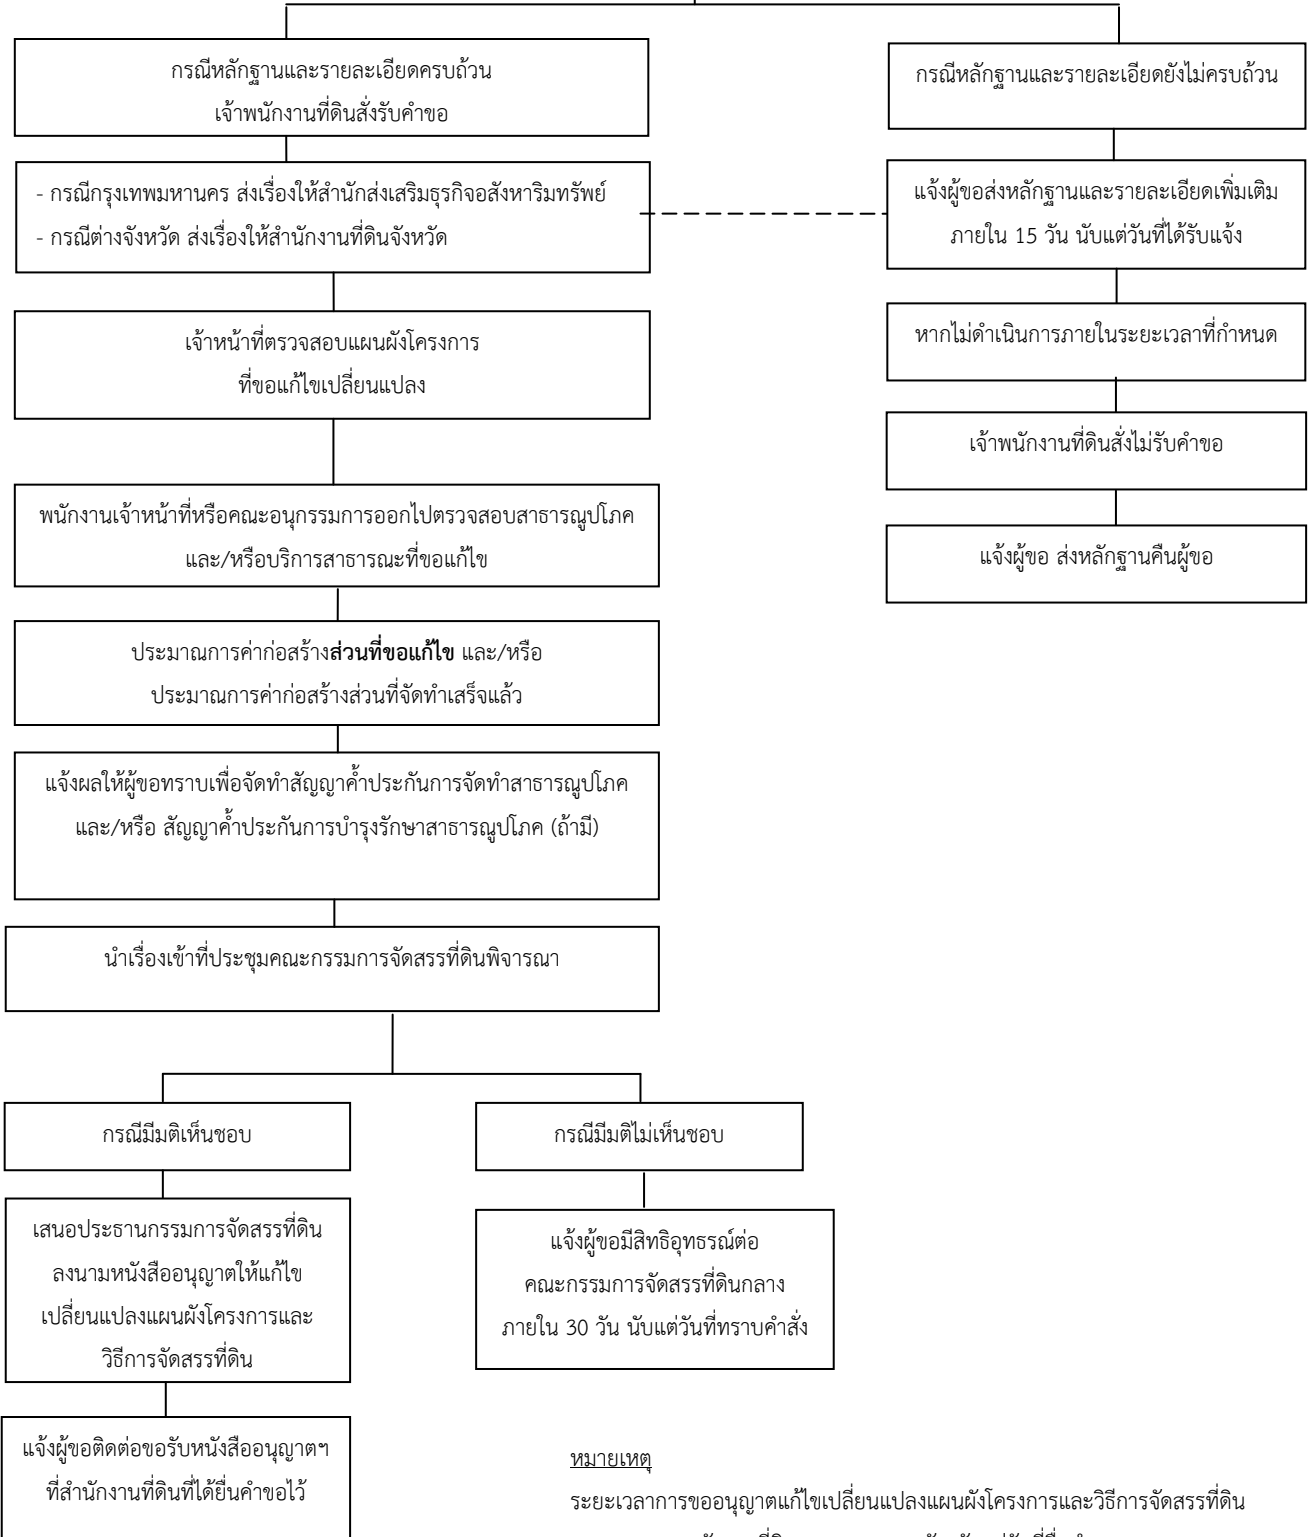 กรณีหลักฐานและรายละเอียดครบถ้วน
เจ้าพนักงานที่ดินสั่งรับคำขอ
- กรณีกรุงเทพมหานคร ส่งเรื่องให้สำนักส่งเสริมธุรกิจอสังหาริมทรัพย์
- กรณีต่างจังหวัด ส่งเรื่องให้สำนักงานที่ดินจังหวัด
เจ้าหน้าที่ตรวจสอบแผนผังโครงการ
ที่ขอแก้ไขเปลี่ยนแปลง
พนักงานเจ้าหน้าที่หรือคณะอนุกรรมการออกไปตรวจสอบสาธารณูปโภค
และ/หรือบริการสาธารณะที่ขอแก้ไข
ประมาณการค่าก่อสร้างส่วนที่ขอแก้ไข และ/หรือ
ประมาณการค่าก่อสร้างส่วนที่จัดทำเสร็จแล้ว
แจ้งผลให้ผู้ขอทราบเพื่อจัดทำสัญญาค้ำประกันการจัดทำสาธารณูปโภค
และ/หรือ สัญญาค้ำประกันการบำรุงรักษาสาธารณูปโภค (ถ้ามี)
นำเรื่องเข้าที่ประชุมคณะกรรมการจัดสรรที่ดินพิจารณา
กรณีหลักฐานและรายละเอียดยังไม่ครบถ้วน
แจ้งผู้ขอส่งหลักฐานและรายละเอียดเพิ่มเติม
ภายใน 15 วัน นับแต่วันที่ได้รับแจ้ง
หากไม่ดำเนินการภายในระยะเวลาที่กำหนด
เจ้าพนักงานที่ดินสั่งไม่รับคำขอ
แจ้งผู้ขอ ส่งหลักฐานคืนผู้ขอ
กรณีมีมติเห็นชอบ
เสนอประธานกรรมการจัดสรรที่ดิน
ลงนามหนังสืออนุญาตให้แก้ไข
เปลี่ยนแปลงแผนผังโครงการและ
วิธีการจัดสรรที่ดิน
แจ้งผู้ขอติดต่อขอรับหนังสืออนุญาตฯ
ที่สำนักงานที่ดินที่ได้ยื่นคำขอไว้
กรณีมีมติไม่เห็นชอบ
แจ้งผู้ขอมีสิทธิอุทธรณ์ต่อ
คณะกรรมการจัดสรรที่ดินกลาง
ภายใน 30 วัน นับแต่วันที่ทราบคำสั่ง
หมายเหตุ
ระยะเวลาการขออนุญาตแก้ไขเปลี่ยนแปลงแผนผังโครงการและวิธีการจัดสรรที่ดิน